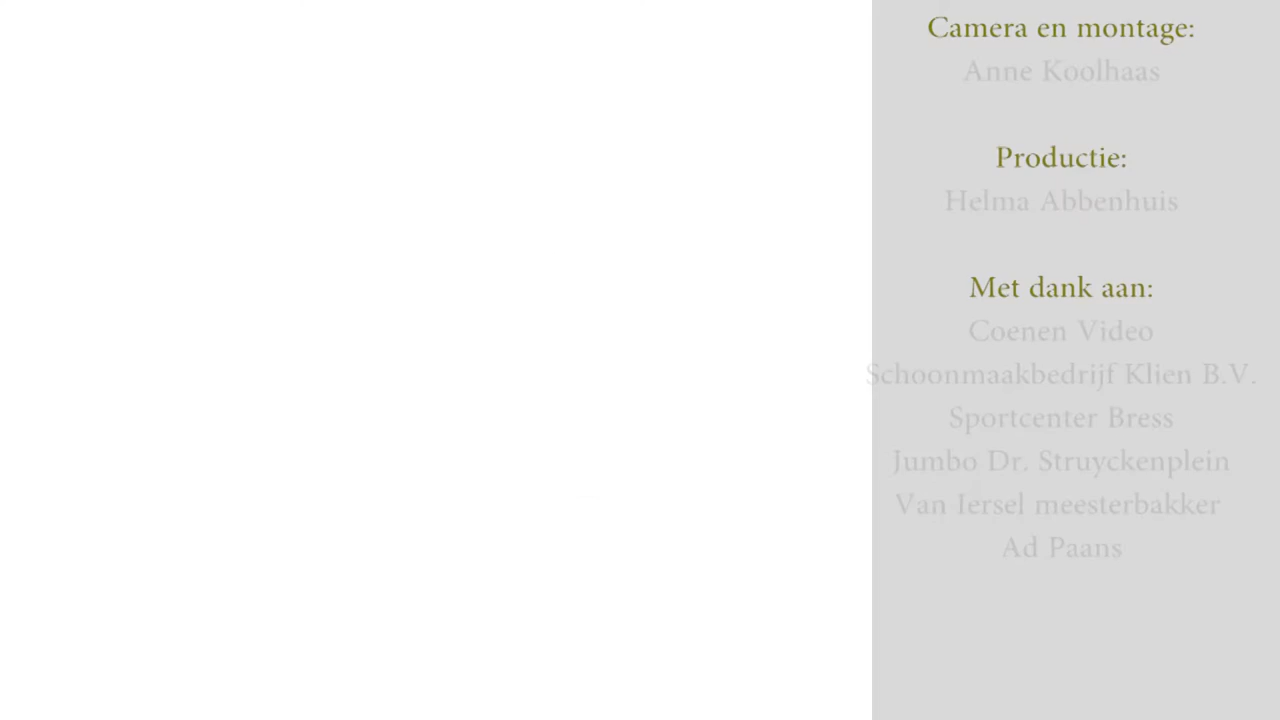 Camera en montage:
Anne Koolhaas
Productie:
Helma Abbenhuis
Met dank aan:
Coenen Video
Schoonmaakbedrijf Klien B.V.
Sportcenter Bress
Jumbo Dr. Struyckenplein
Van Iersel meesterbakker
Ad Paans